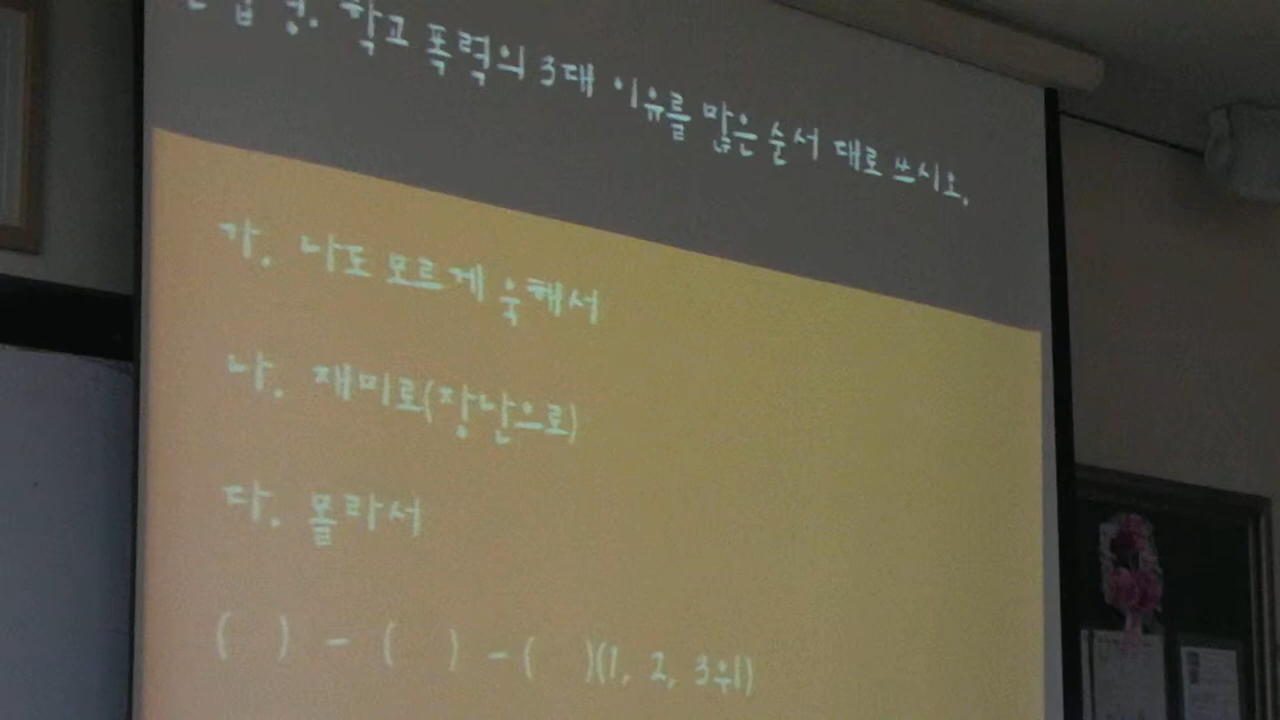 학교 폭력의 3대 이유를 많은 순서 대로 쓰시오.
가. 나도 모르게 욱해서
나. 재미로(장난으로)
다. 몰라서
( ) - ( ) - ( )(1, 2, 3위)